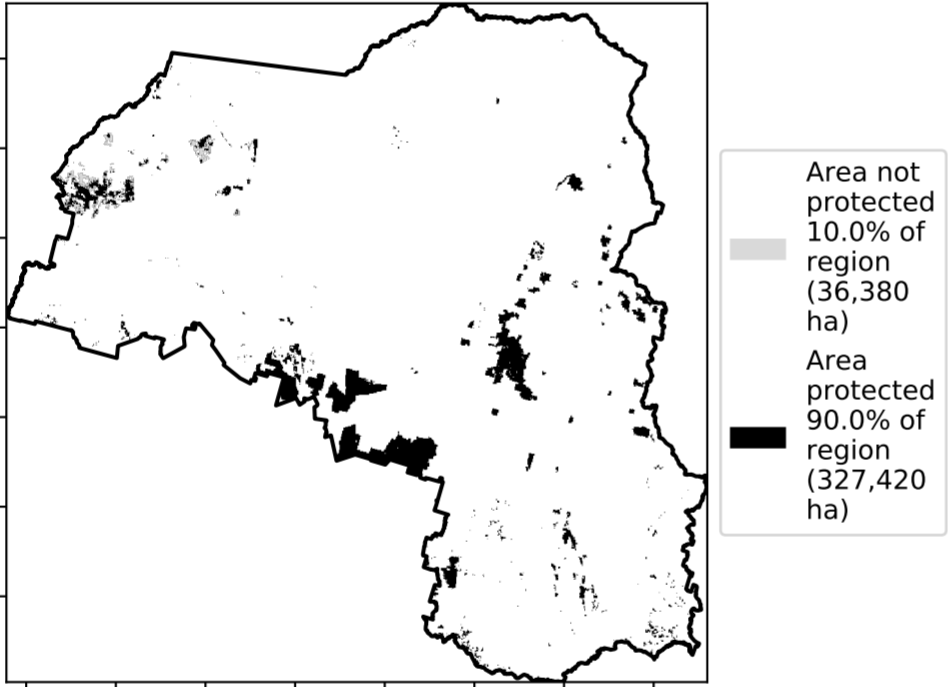 Area not
protected
10.0% of
region
(36,380
ha)
Area
protected
90.0% of
region
(327,420
ha)